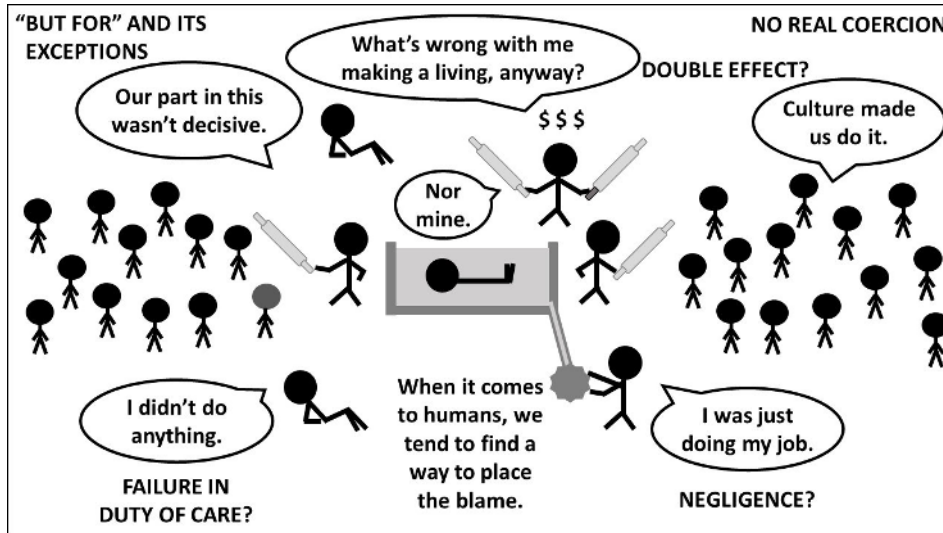 “BUT FOR” AND ITS
EXCEPTIONS
What’s wrong with me
making a living, anyway?
NO REAL COERCION
DOUBLE EFFECT?
Our part in this
wasn’t decisive.
$ $ $
Culture made
us do it.
Nor
mine.
I didn’t do
anything.
When it comes
to humans, we
tend to find a
way to place
the blame.
I was just
doing my job.
FAILURE IN
DUTY OF CARE?
NEGLIGENCE?